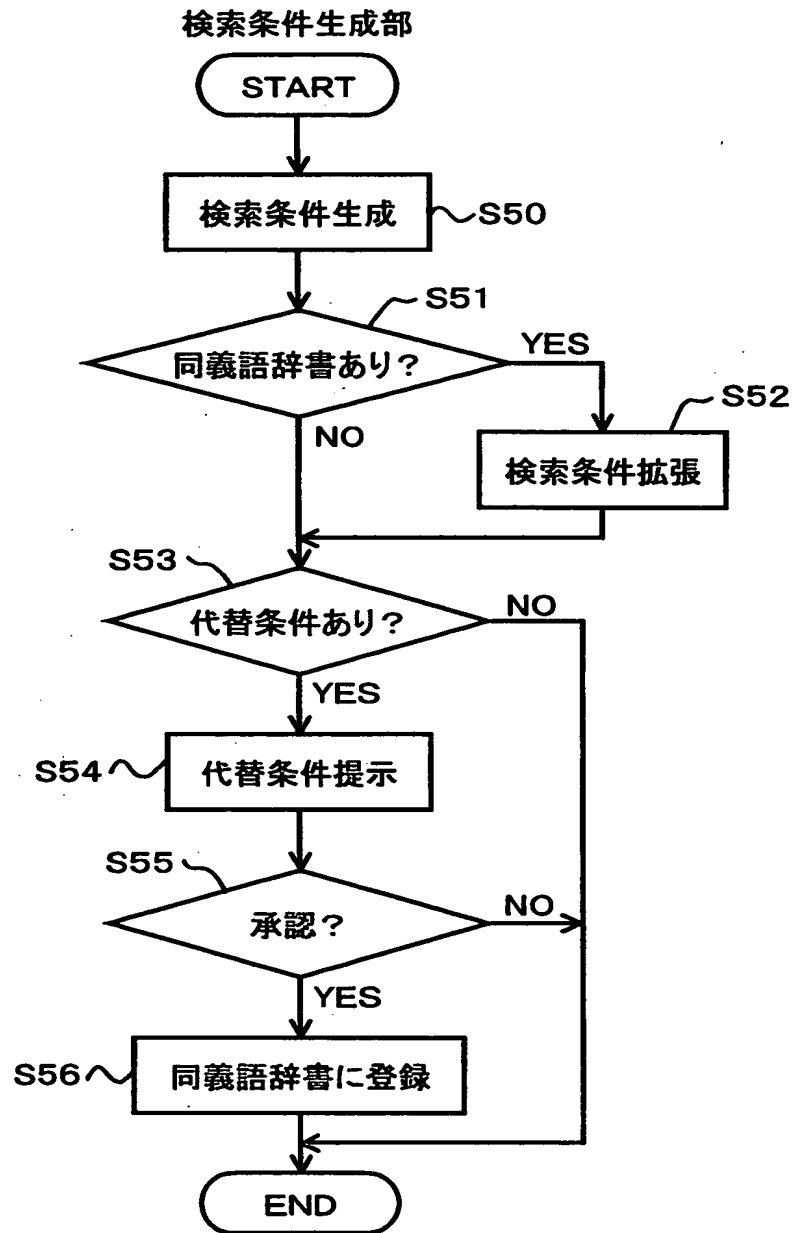 検索条件生成部
START
検索条件生成
S50
S51
同義語辞書あり?
YES
S52
NO
検索条件拡張
S53
代替条件あり?
NO
YES
S54
代替条件提示
S55
承認?
NO
YES
S56
同義語辞書に登録
END